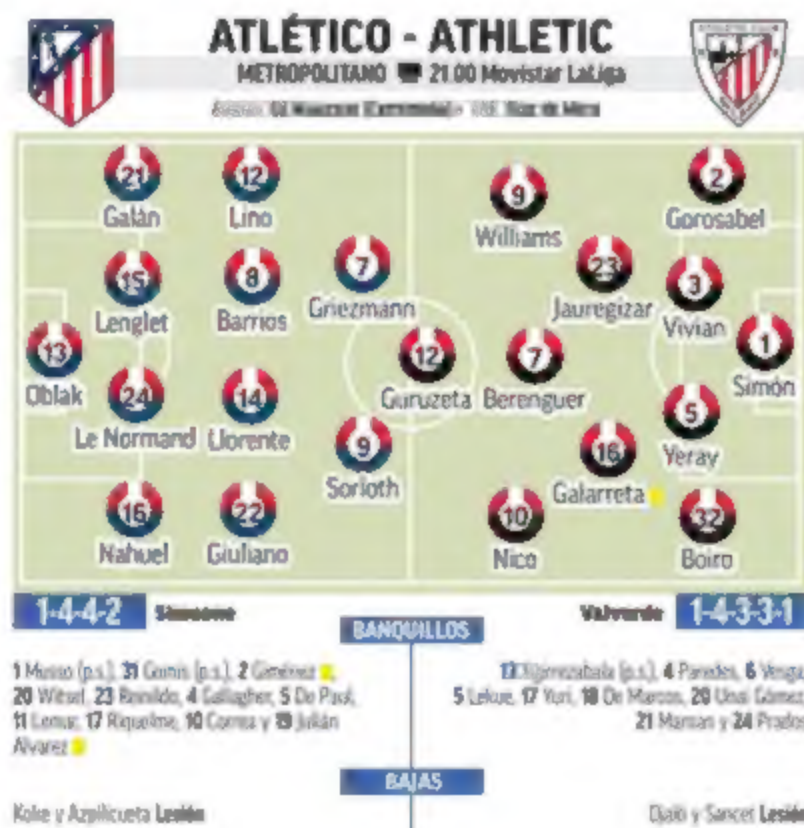 ATLÉTICO - ATHLETIC
METROPOLITANO 21.00 Movistar LaLiga
21
Galán
12
Lino
9
Williams
2
Gorosabel
15
Lenglet
8
Barrios
7
Griezmann
23
Jauregizar
3
Vivian
13
Oblak
12
Guruzeta
7
Berenguer
1
Simón
24
Le Normand
14
Llorente
9
Sorloth
16
Galarreta
5
Yeray
16
Nahuel
22
Giuliano
10
Nico
32
Boiro
1-4-4-2 Simeone
Valverde 1-4-3-3-1
BANQUILLOS
1 Musso (p.s.), 31 Gomis (p.s.), 2 Giménez
20 Witsel, 23 Reinildo, 4 Gallagher, 5 De Paul,
11 Lemar, 17 Riquelme, 10 Correa y 19 Julián
Álvarez
(p.s.), 4 Paredes, 6 Vesga,
Lekue, 17 Yuri, 18 De Marcos, 20 Unai Gómez
21 y 24 Prados
BAJAS
Koke y Azpilicueta Lesión
y Sancet Lesión